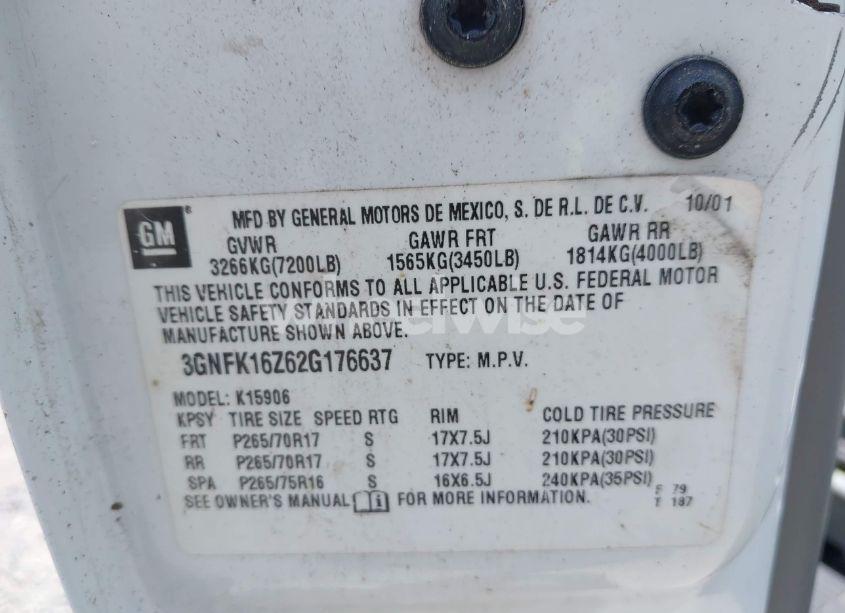 GM ® MFD BY GENERAL MOTORS DE MEXICO, S. DE R.L. DE C.V. 10/01
GVWR GAWR FRT GAWR RR
3266KG(7200LB) 1565KG(3450LB) 1814KG(4000LB)
THIS VEHICLE CONFORMS TO ALL APPLICABLE U.S. FEDERAL MOTOR
VEHICLE SAFETY STANDARDS IN EFFECT ON THE DATE OF
MANUFACTURE SHOWN ABOVE.
3GNFK16Z62G176637 TYPE: M.P.V.
MODEL: K15906
KPSY TIRE SIZE SPEED RTG RIM COLD TIRE PRESSURE
FRT P265/70R17 S 17X7.5J 210KPA(30PSI)
RR P265/70R17 S 17X7.5J 210KPA(30PSI)
SPA P265/75R16 S 16X6.5J 240KPA(35PSI)
SEE OWNER'S MANUAL FOR MORE INFORMATION.
F 79
T 187